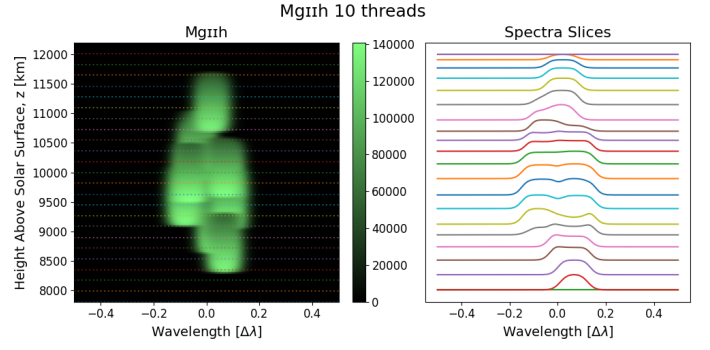 Mgɪɪh 10 threads
Mgɪɪh
Spectra Slices
Height Above Solar Surface, z [km]
12000
11500
11000
10500
10000
9500
9000
8500
8000
140000
120000
100000
80000
60000
40000
20000
0
−0.4 −0.2 0.0 0.2 0.4
−0.4 −0.2 0.0 0.2 0.4
Wavelength [Δλ]
Wavelength [Δλ]